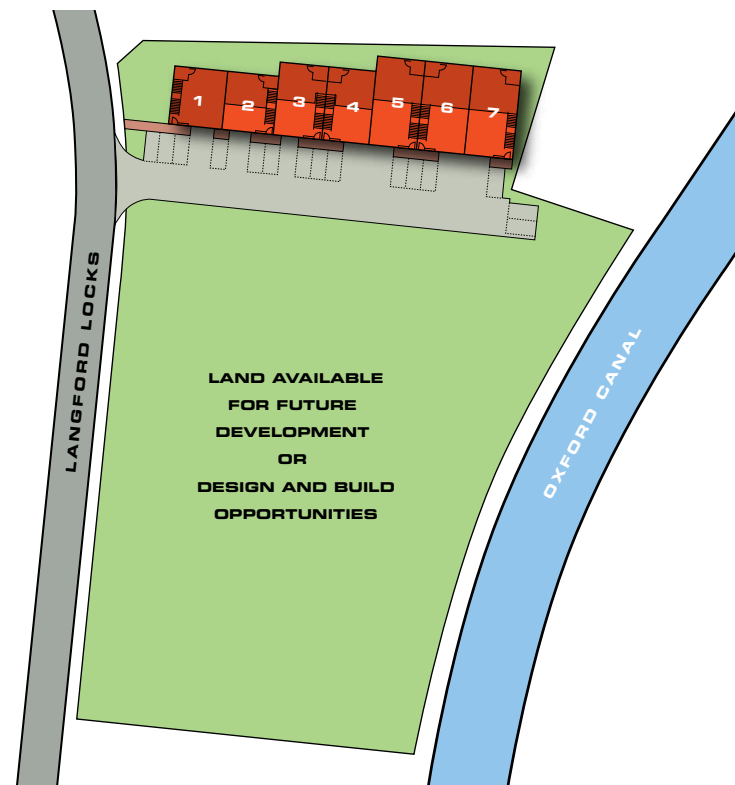 1
2
3
4
5
6
7
LANGFORD LOCKS
LAND AVAILABLE
FOR FUTURE
DEVELOPMENT
OR
DESIGN AND BUILD
OPPORTUNITIES
OXFORD CANAL